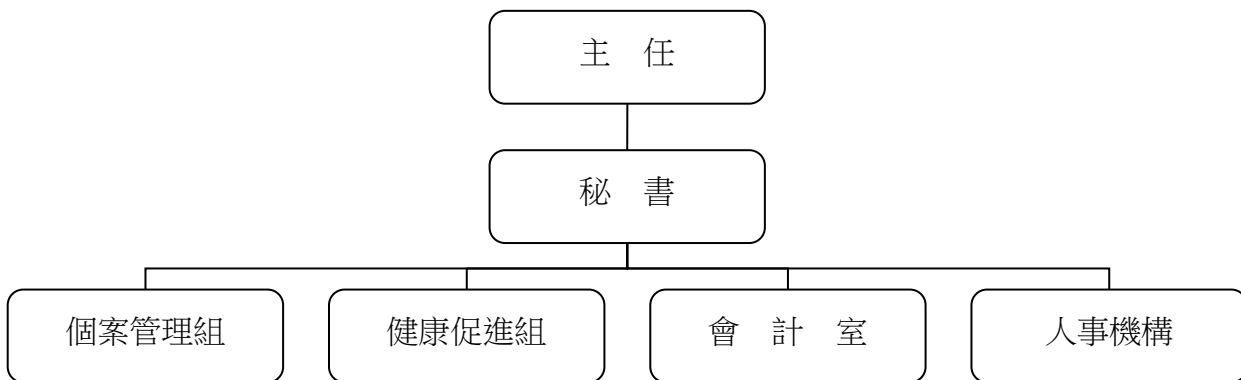 主　任
秘　書
個案管理組
健康促進組
會　計　室
人事機構